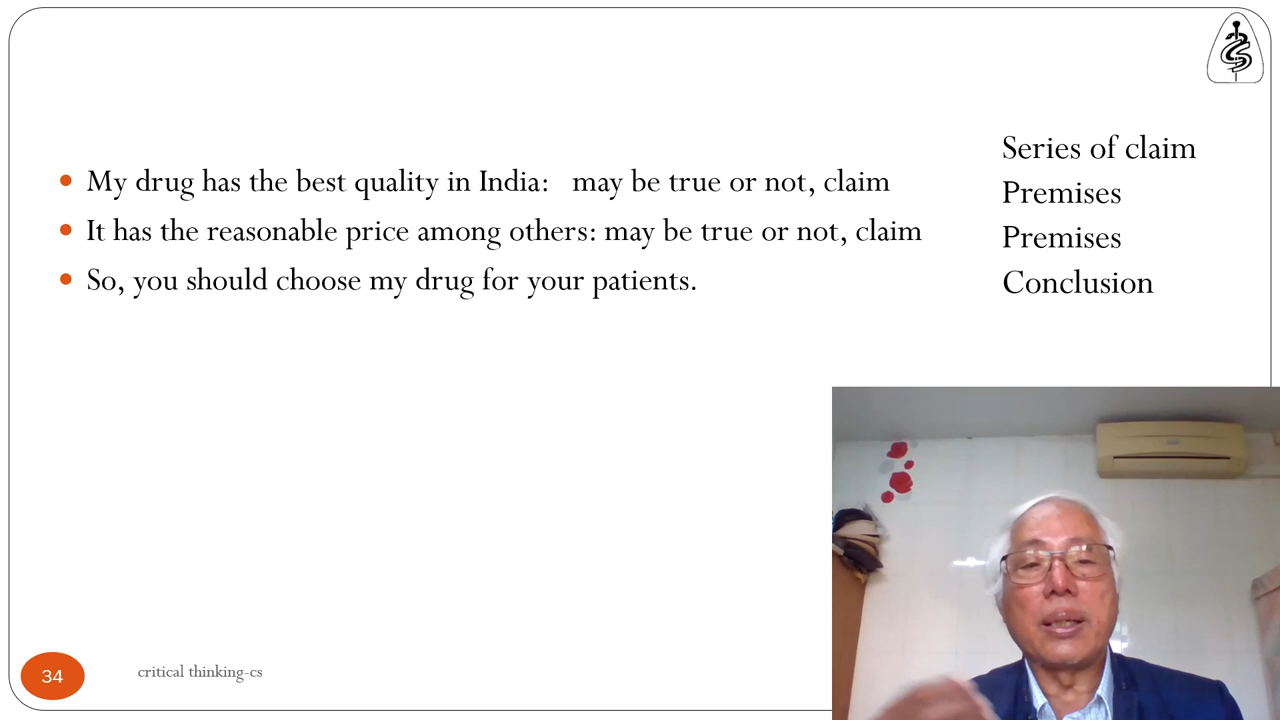 My drug has the best quality in India: may be true or not, claim
It has the reasonable price among others: may be true or not, claim
So, you should choose my drug for your patients.
Series of claim
Premises
Premises
Conclusion
34
critical thinking-cs